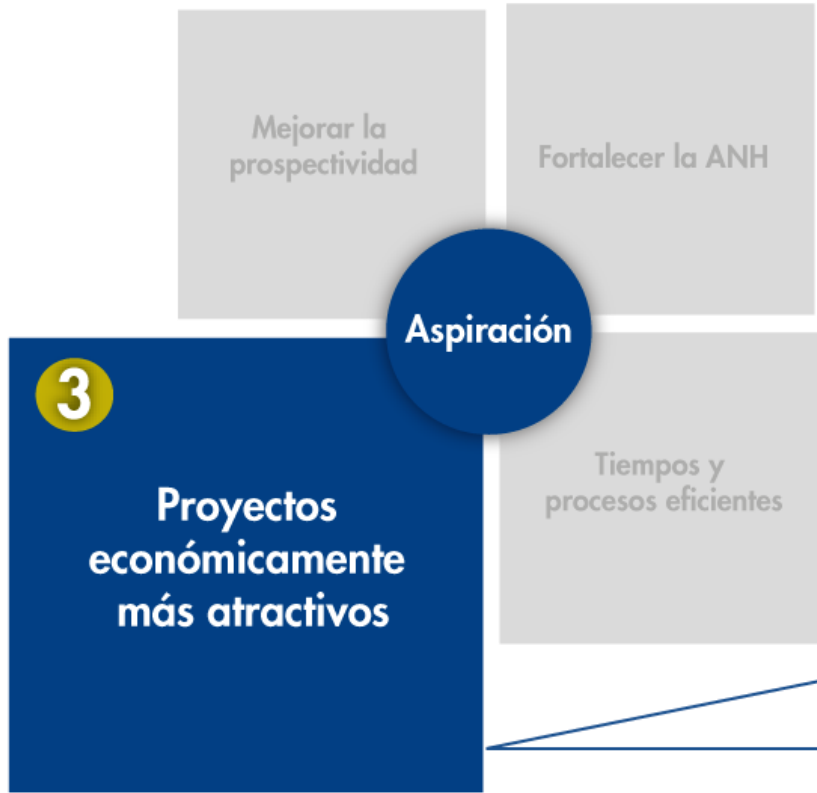 Mejorar la
prospectividad
Fortalecer la ANH
Aspiración
3
Proyectos
económicamente
más atractivos
Tiempos y
procesos eficientes